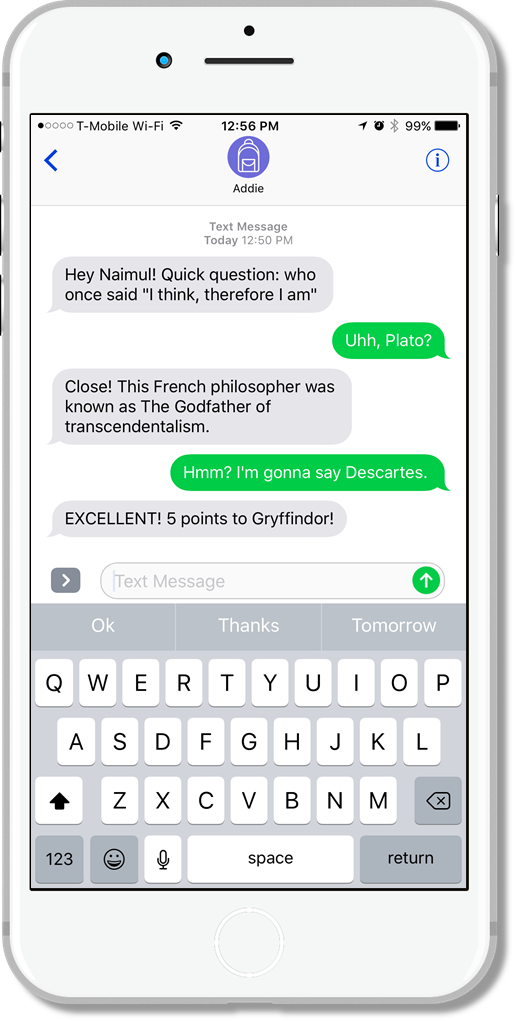 ●○○○○ T-Mobile Wi-Fi 12:56 PM 99%
Addie
Text Message
Today 12:50 PM
Hey Naimul! Quick question: who
once said "I think, therefore I am"
Uhh, Plato?
Close! This French philosopher was
known as The Godfather of
transcendentalism.
Hmm? I'm gonna say Descartes.
EXCELLENT! 5 points to Gryffindor!
Text Message
Ok Thanks Tomorrow
Q W E R T Y U I O P
A S D F G H J K L
Z X C V B N M
123 space return